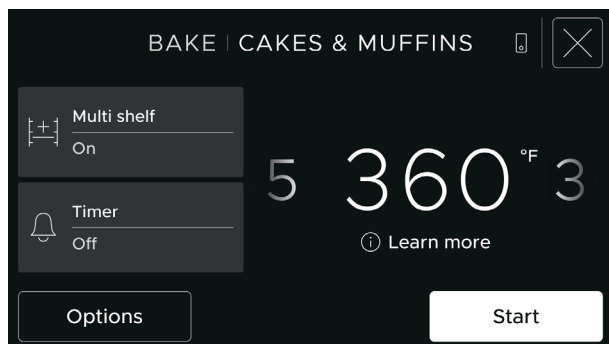 BAKE | CAKES & MUFFINS
Multi shelf
On
5 360 °F 3
Timer
Off
Learn more
Options
Start